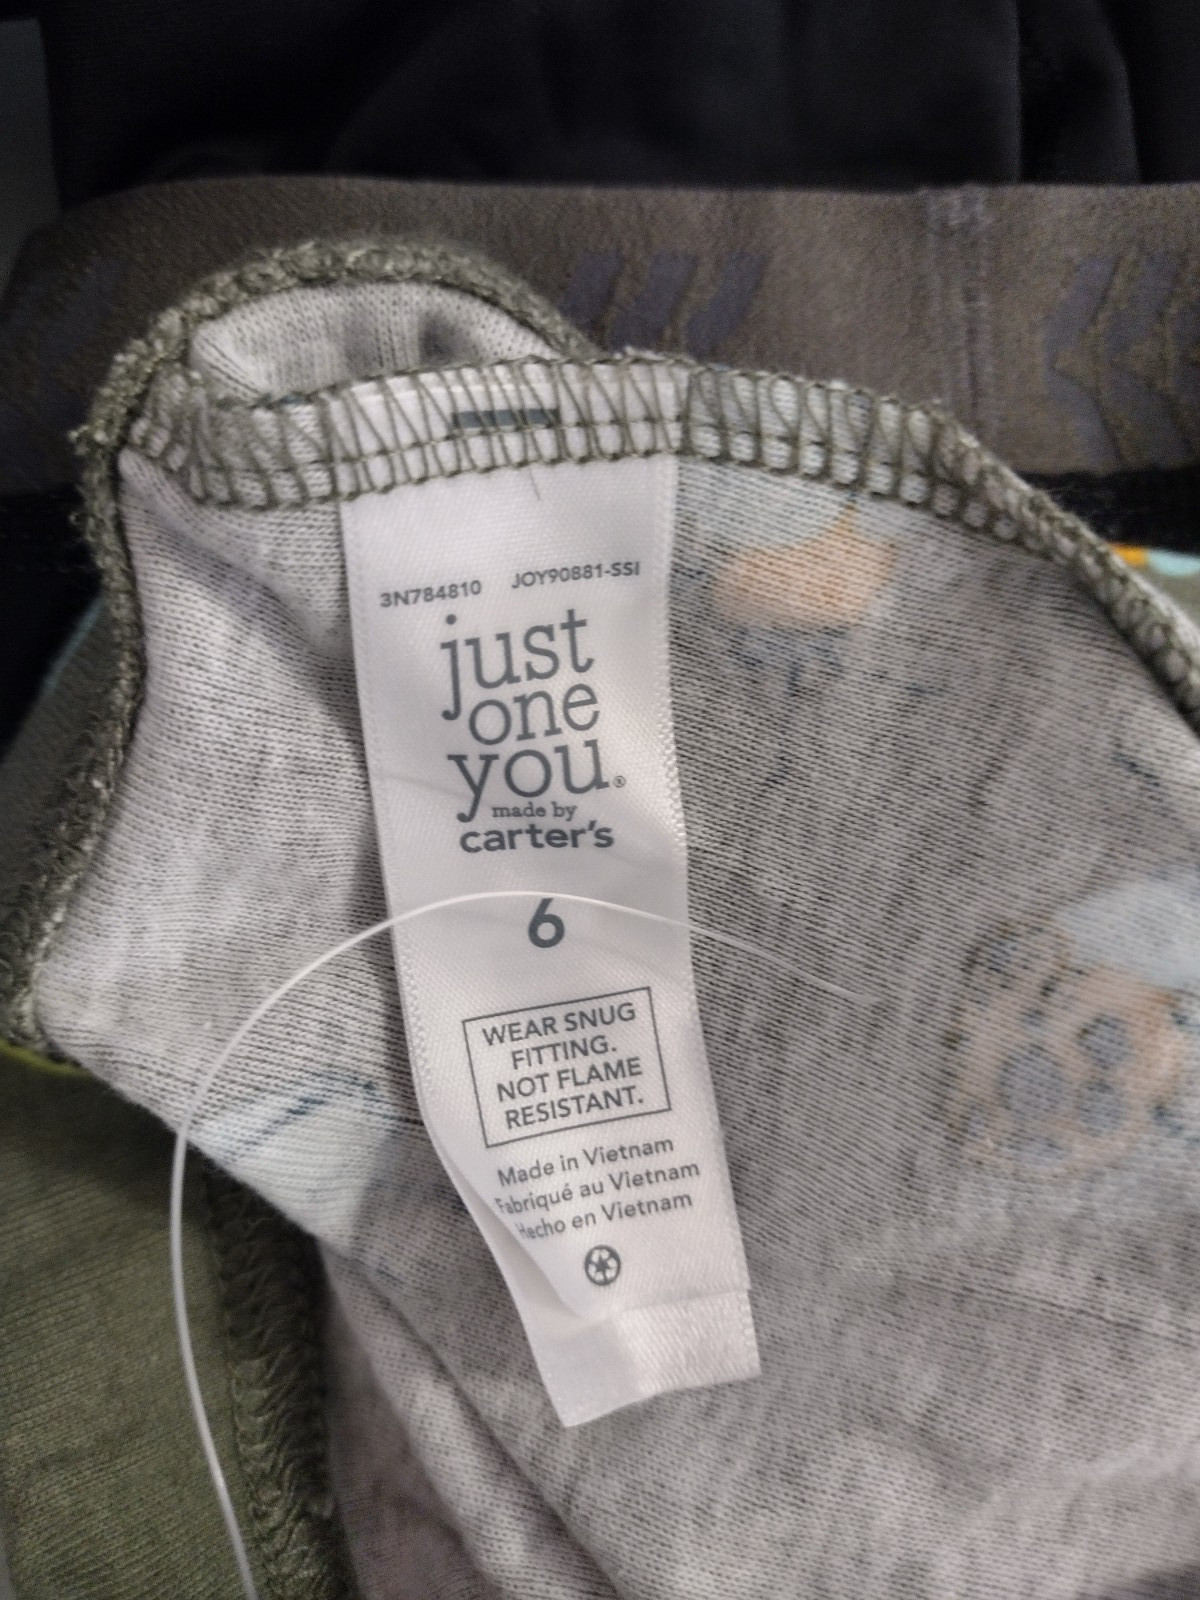 3N784810 JOY90881-SSI
just
one
you®
made by
carter's
6
WEAR SNUG
FITTING.
NOT FLAME
RESISTANT.
Made in Vietnam
Fabriqué au Vietnam
Hecho en Vietnam